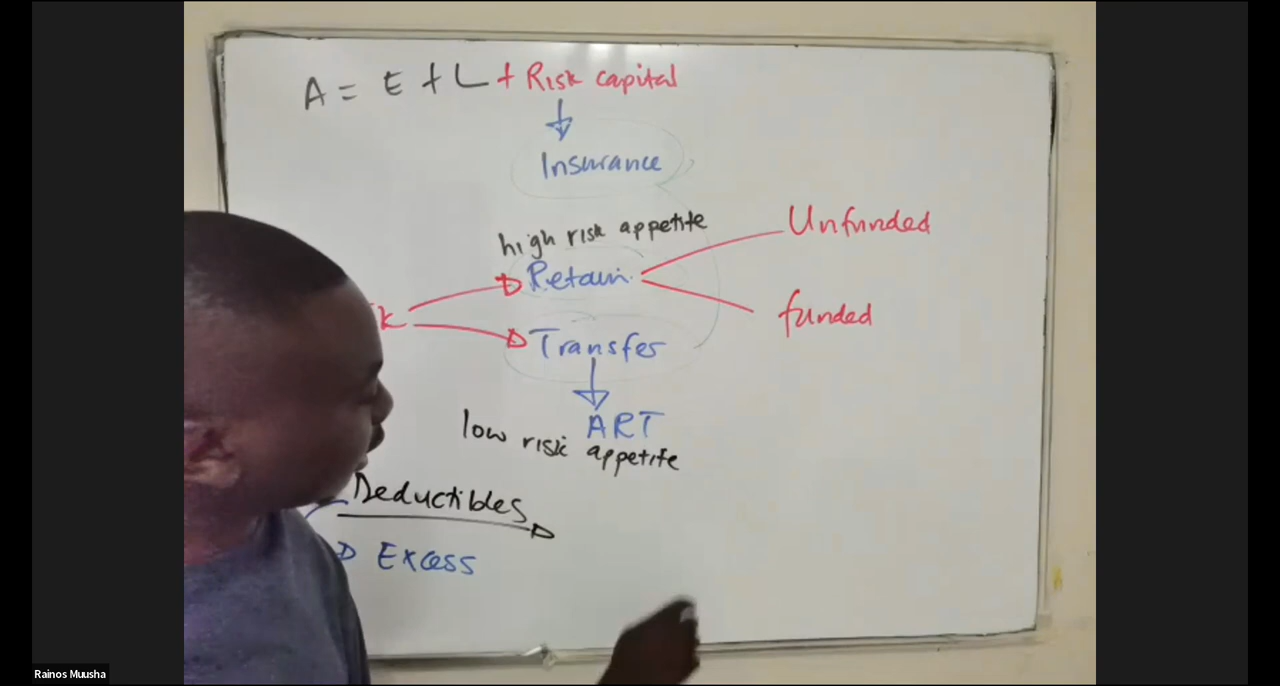 A = E + L + Risk capital
Insurance
high risk appetite
Unfunded
Retain
funded
Transfer
ART
low risk appetite
Deductibles
Excess
Rainos Muusha